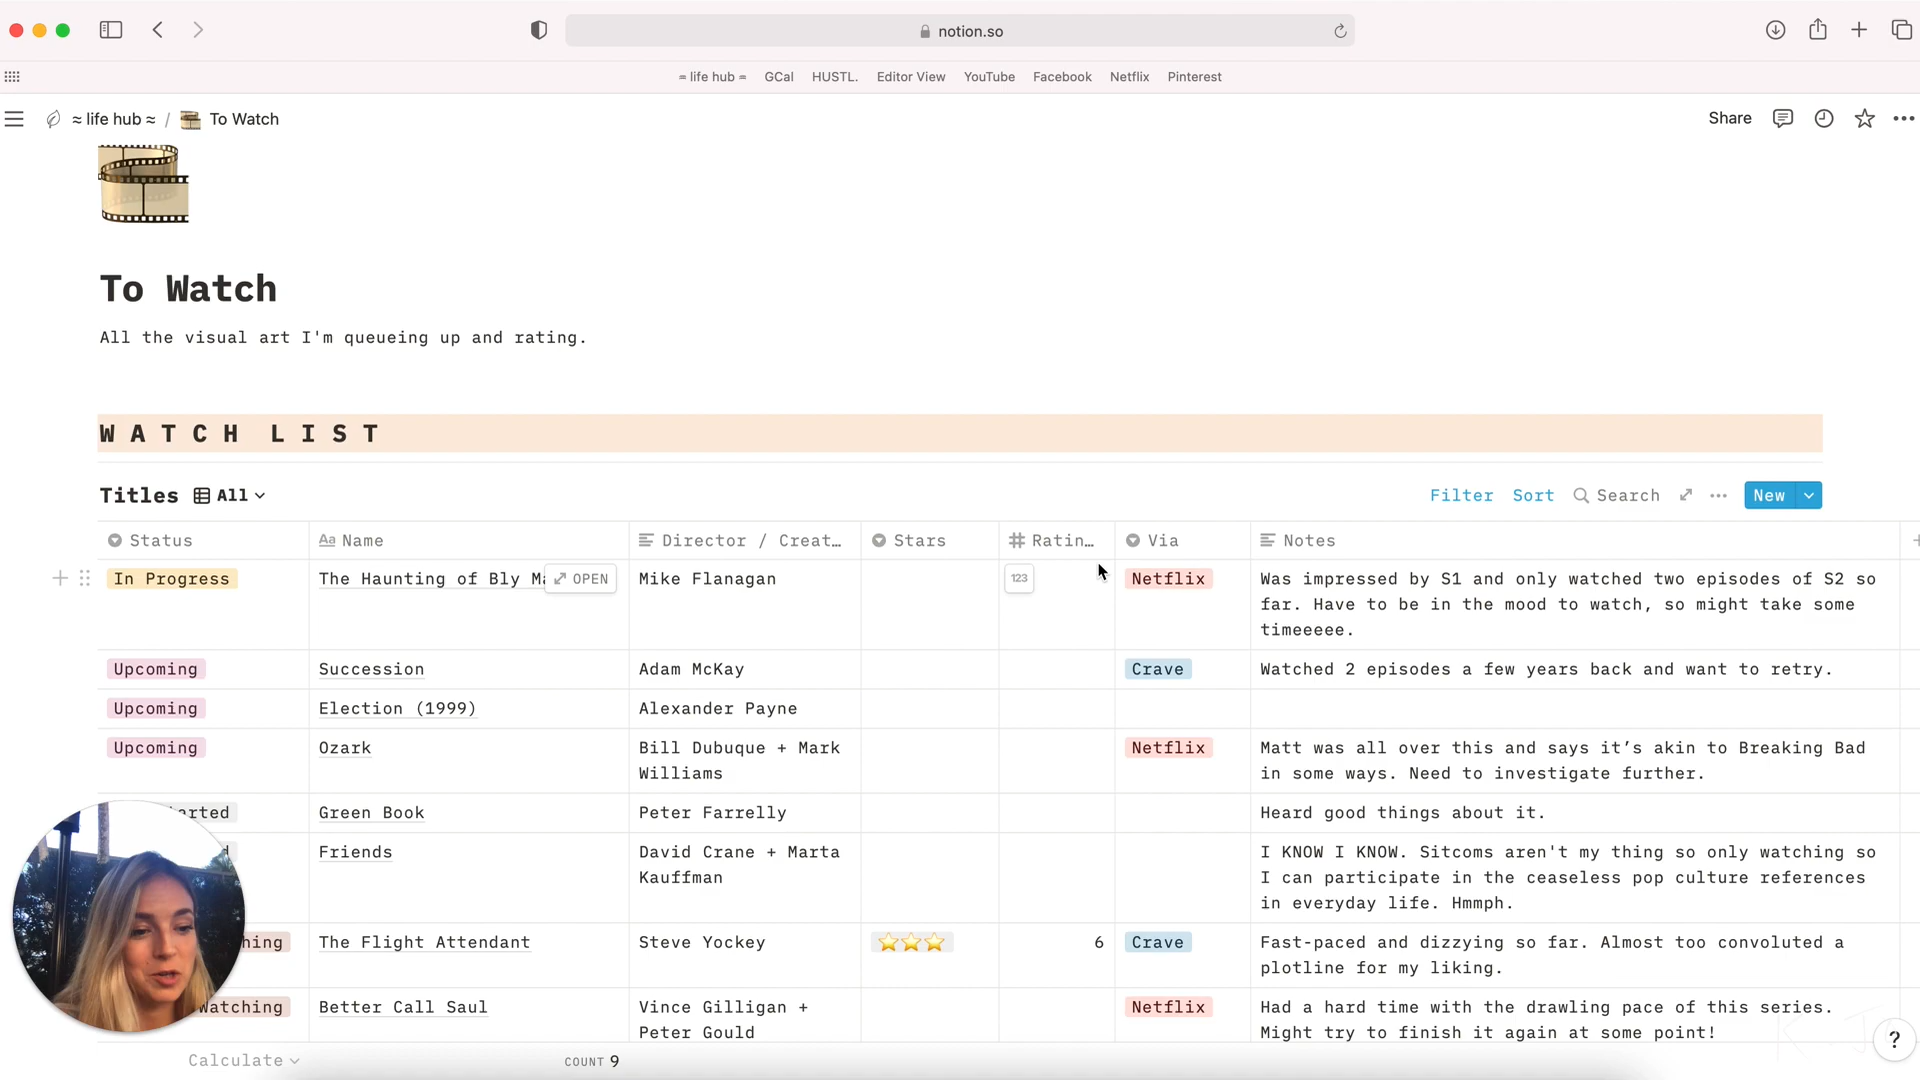 notion.so
≈ life hub ≈ GCal HUSTL. Editor View YouTube Facebook Netflix Pinterest
≈ life hub ≈ / To Watch Share
To Watch
All the visual art I'm queueing up and rating.
WATCH LIST
Titles All Filter Sort Search New
Status Aa Name Director / Creat… Stars Ratin… Via Notes
In Progress The Haunting of Bly OPEN Mike Flanagan 123 Netflix Was impressed by S1 and only watched two episodes of S2 so
far. Have to be in the mood to watch, so might take some
timeeeee.
Upcoming Succession Adam McKay Crave Watched 2 episodes a few years back and want to retry.
Upcoming Election (1999) Alexander Payne
Upcoming Ozark Bill Dubuque + Mark Netflix Matt was all over this and says it’s akin to Breaking Bad
Williams in some ways. Need to investigate further.
Green Book Peter Farrelly Heard good things about it.
Friends David Crane + Marta I KNOW I KNOW. Sitcoms aren't my thing so only watching so
Kauffman I can participate in the ceaseless pop culture references
in everyday life. Hmmph.
The Flight Attendant Steve Yockey 6 Crave Fast-paced and dizzying so far. Almost too convoluted a
plotline for my liking.
Watching Better Call Saul Vince Gilligan + Netflix Had a hard time with the drawling pace of this series.
Peter Gould Might try to finish it again at some point!
Calculate COUNT 9 ?